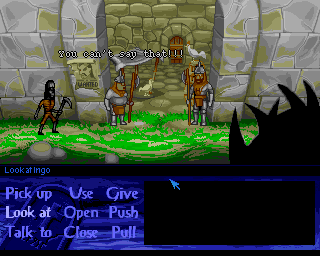 You can't say that!!!
WANTED
Look at Ingo
Pick up Use Give
Look at Open Push
Talk to Close Pull